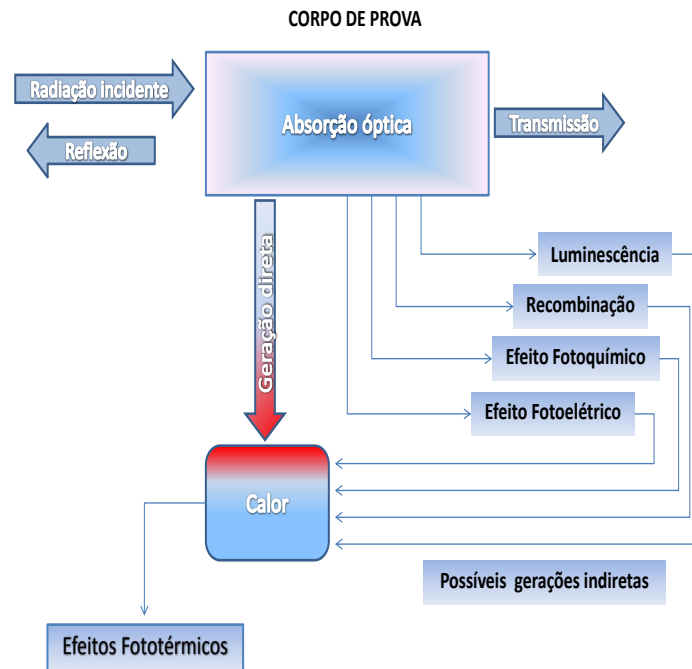 CORPO DE PROVA
Radiação incidente
Absorção óptica
Transmissão
Reflexão
Geração direta
Luminescência
Recombinação
Efeito Fotoquímico
Efeito Fotoelétrico
Calor
Possíveis gerações indiretas
Efeitos Fototérmicos